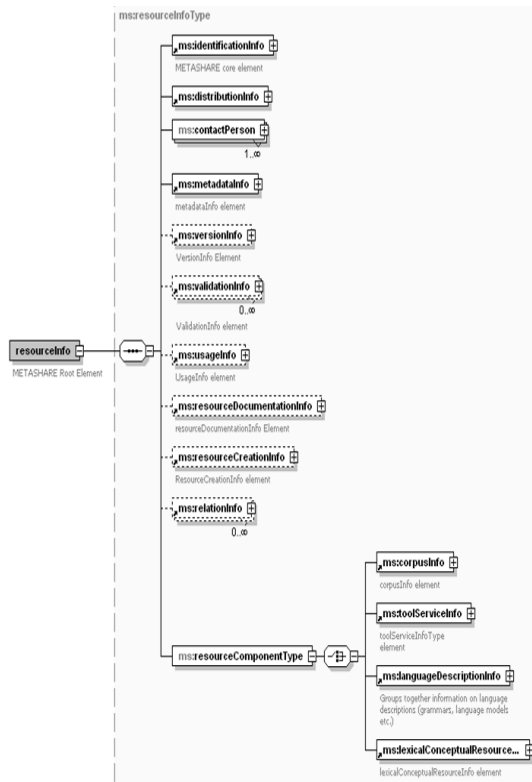 ms:resourceInfoType
ms:identificationInfo
METASHARE core element
ms:distributionInfo
ms:contactPerson
1..∞
ms:metadataInfo
metadataInfo element
ms:versionInfo
VersionInfo Element
ms:validationInfo
0..∞
ValidationInfo element
resourceInfo
METASHARE Root Element
ms:usageInfo
UsageInfo element
ms:resourceDocumentationInfo
resourceDocumentationInfo Element
ms:resourceCreationInfo
ResourceCreationInfo element
ms:relationInfo
0..∞
ms:resourceComponentType
ms:corpusInfo
corpusInfo element
ms:toolServiceInfo
toolServiceInfoType
element
ms:languageDescriptionInfo
Groups together information on language
descriptions (grammars, language models
etc.)
ms:lexicalConceptualResource...
lexicalConceptualResourceInfo element